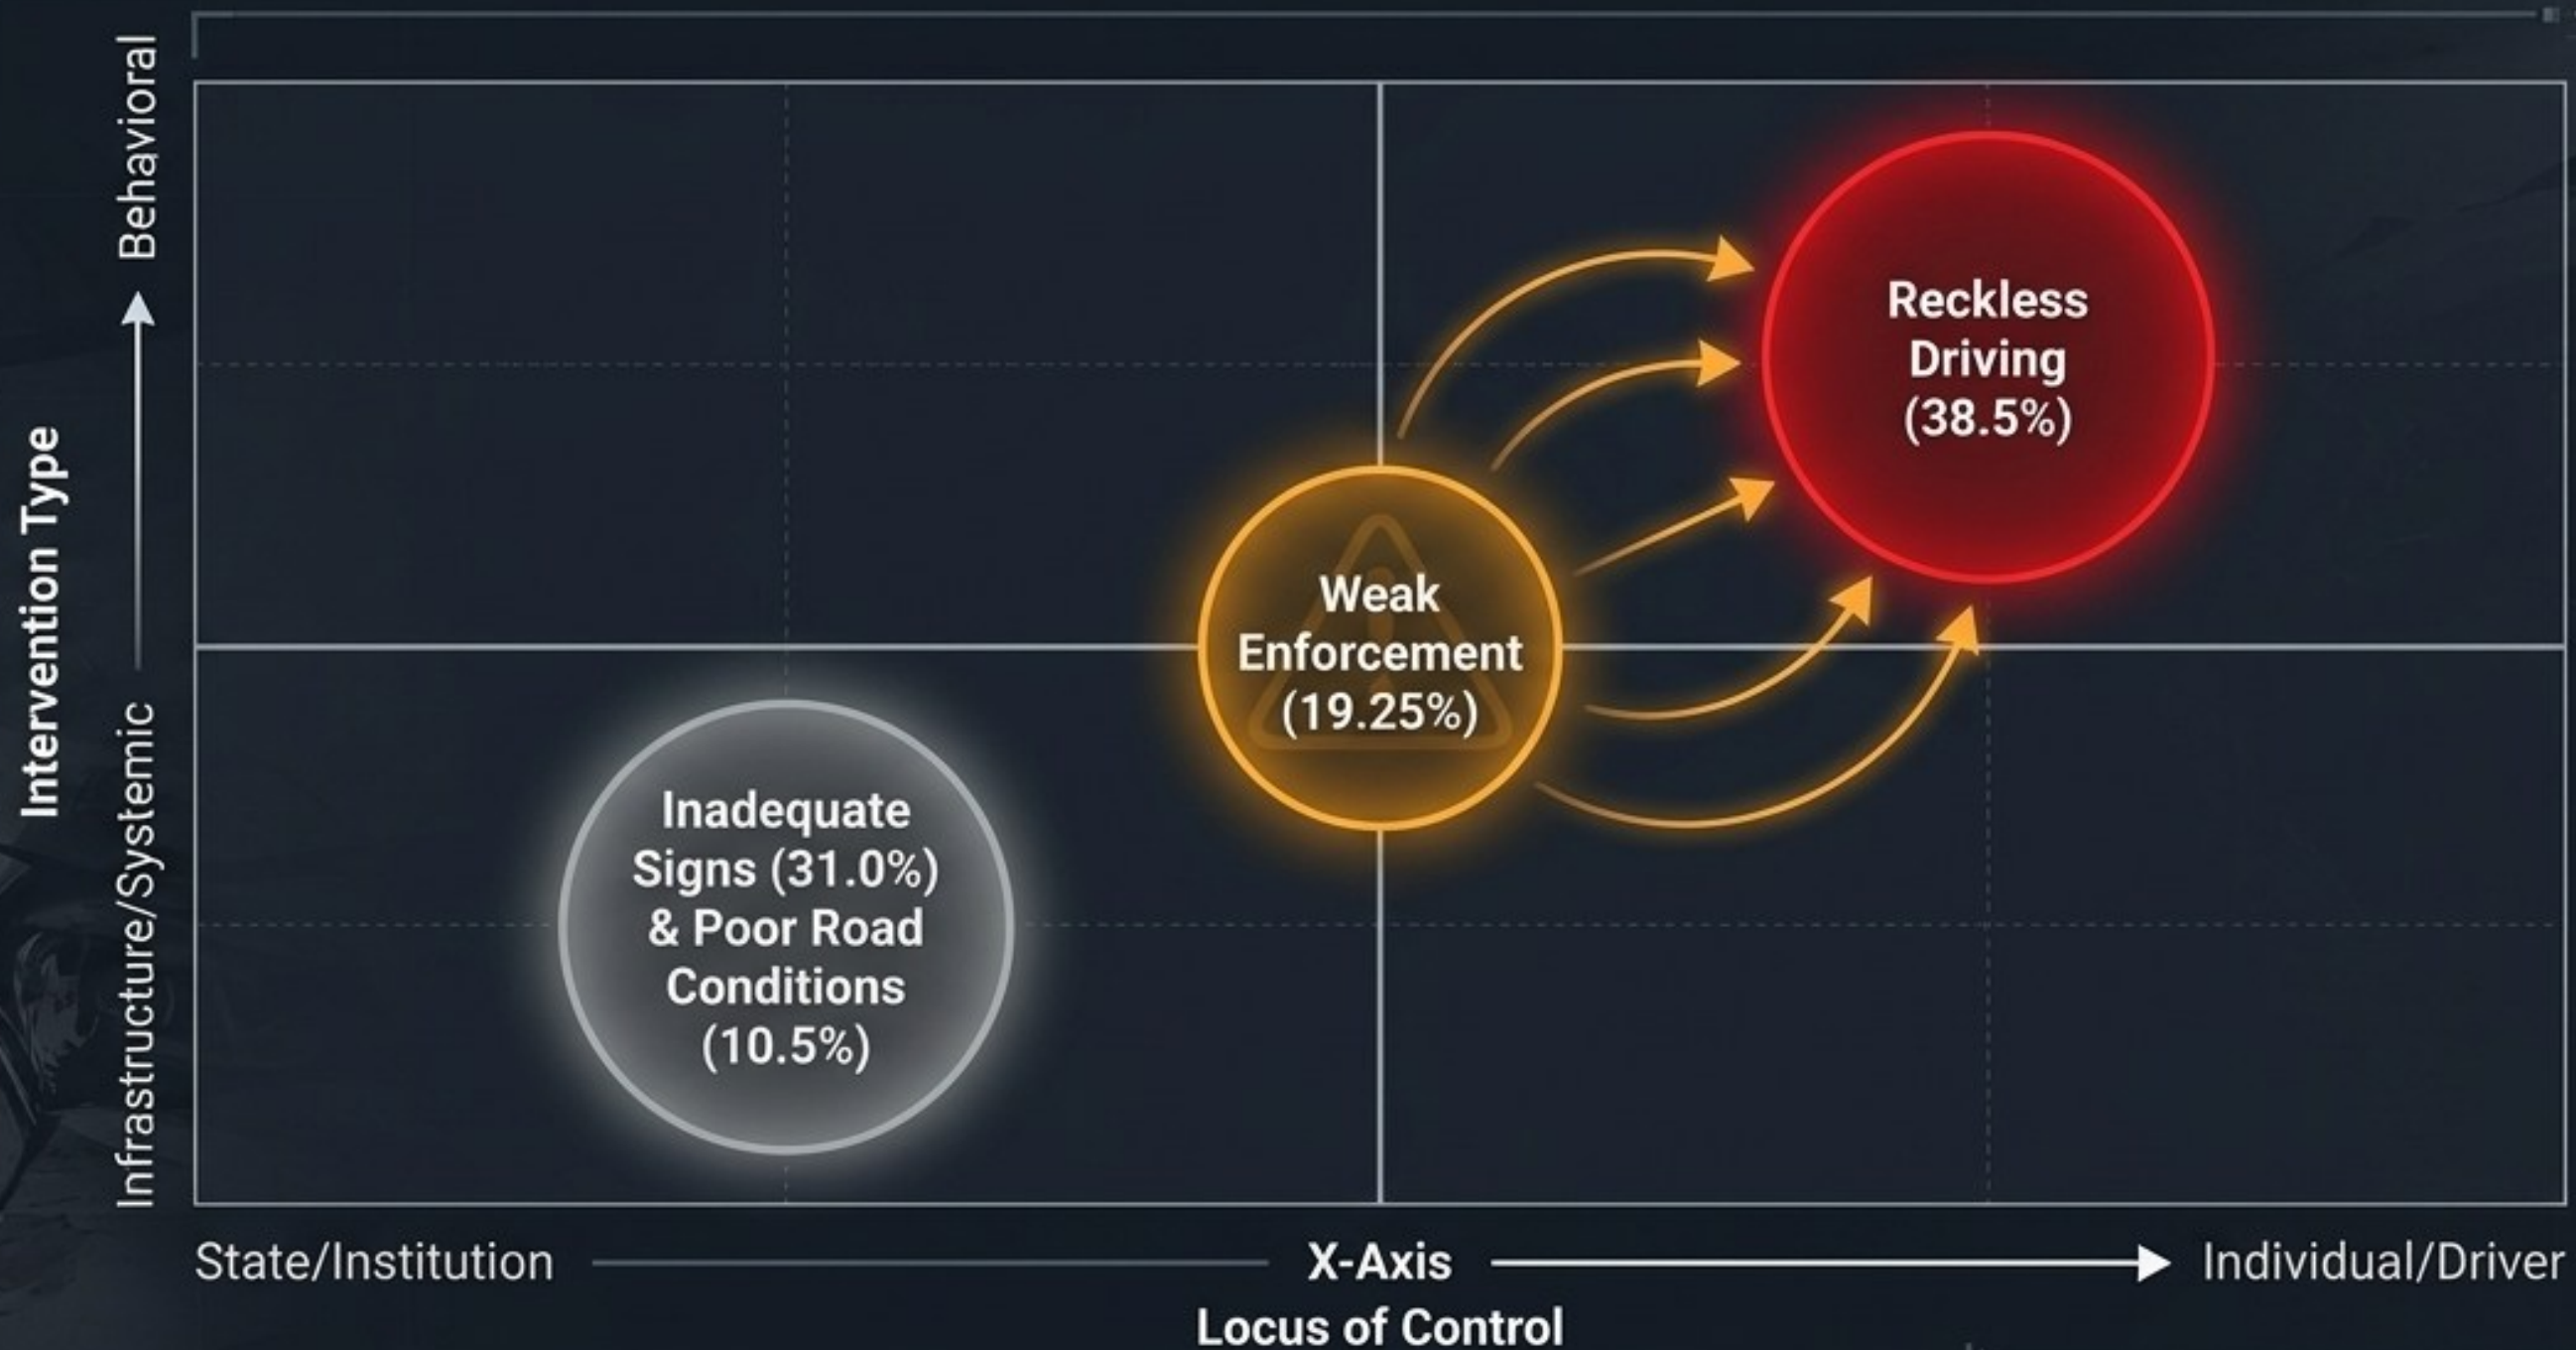 Behavioral
Intervention Type
Infrastructure/Systemic
Reckless
Driving
(38.5%)
Weak
Enforcement
(19.25%)
Inadequate
Signs (31.0%)
& Poor Road
Conditions
(10.5%)
State/Institution
X-Axis
Individual/Driver
Locus of Control